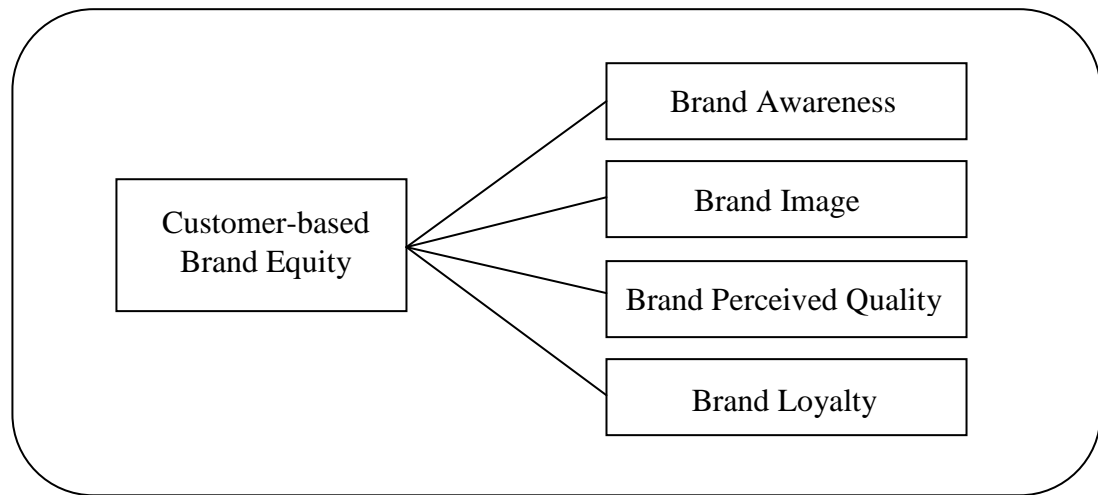 Brand Awareness
Brand Image
Customer-based
Brand Equity
Brand Perceived Quality
Brand Loyalty